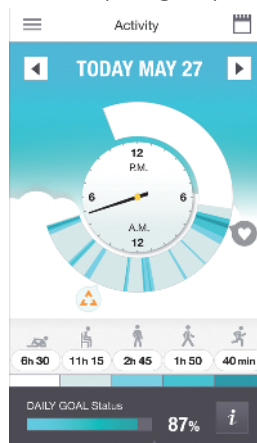 Activity
TODAY MAY 27
12
P.M.
6 6
A.M.
12
6h 30 11h 15 2h 45 1h 50 40 min
DAILY GOAL Status
87% i